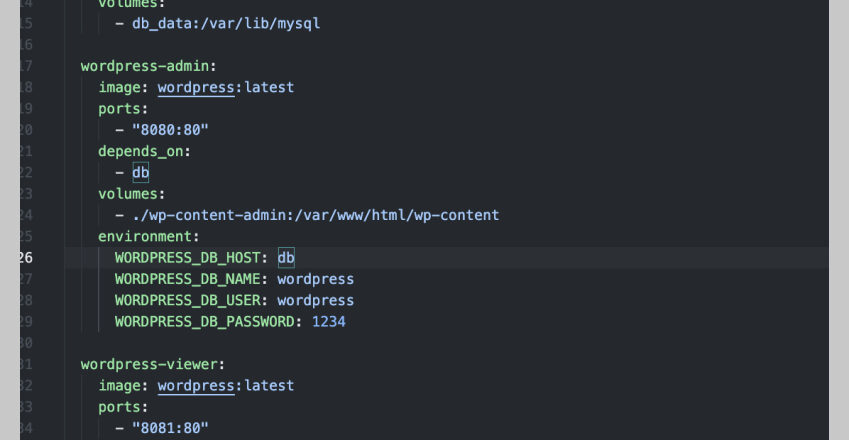 14 volumes:
15 - db_data:/var/lib/mysql
16
17 wordpress-admin:
18 image: wordpress:latest
19 ports:
20 - "8080:80"
21 depends_on:
22 - db
23 volumes:
24 - ./wp-content-admin:/var/www/html/wp-content
25 environment:
26 WORDPRESS_DB_HOST: db
27 WORDPRESS_DB_NAME: wordpress
28 WORDPRESS_DB_USER: wordpress
29 WORDPRESS_DB_PASSWORD: 1234
30
31 wordpress-viewer:
32 image: wordpress:latest
33 ports:
34 - "8081:80"